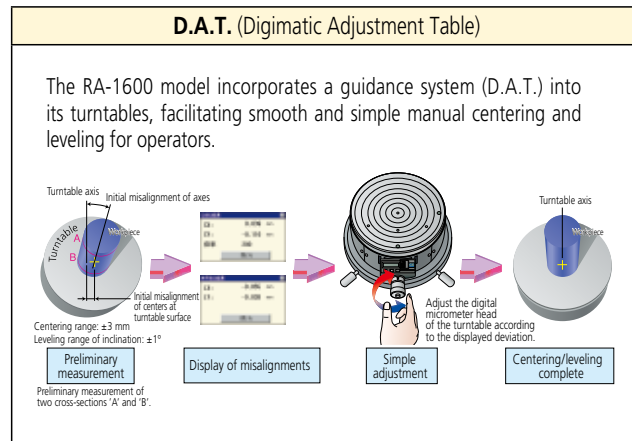 D.A.T. (Digimatic Adjustment Table)
The RA-1600 model incorporates a guidance system (D.A.T.) into
its turntables, facilitating smooth and simple manual centering and
leveling for operators.
Turntable axis
Initial misalignment of axes
Turntable
A
B
Workpiece
Initial misalignment
of centers at
turntable surface
Centering range: ±3 mm
Leveling range of inclination: ±1°
Preliminary
measurement
Preliminary measurement of
two cross-sections 'A' and 'B'.
Display of misalignments
Adjust the digital
micrometer head
of the turntable according
to the displayed deviation.
Simple
adjustment
Turntable axis
Workpiece
Centering/leveling
complete